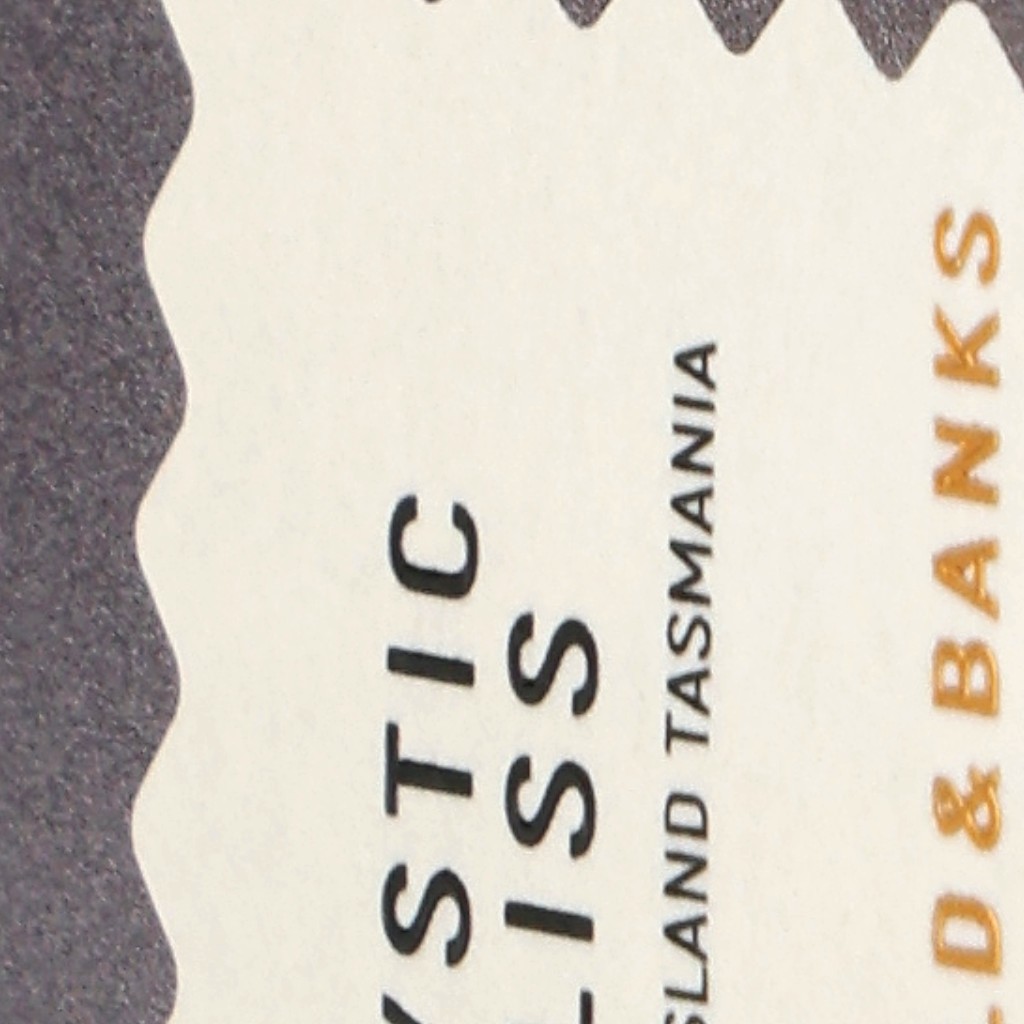 YSTIC
LISS
SLAND TASMANIA
D & BANKS